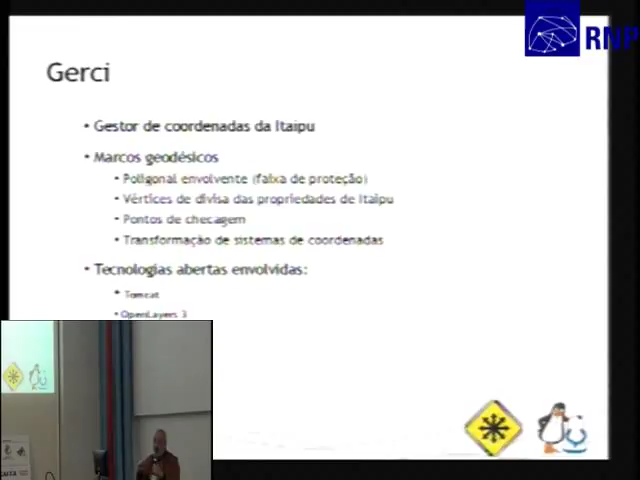 RNP
Gerci
• Gestor de coordenadas da Itaipu
• Marcos geodésicos
• Poligonal envolvente (faixa de proteção)
• Vértices de divisa das propriedades de Itaipu
• Pontos de checagem
• Transformação de sistemas de coordenadas
• Tecnologias abertas envolvidas:
• Tomcat
• OpenLayers 3